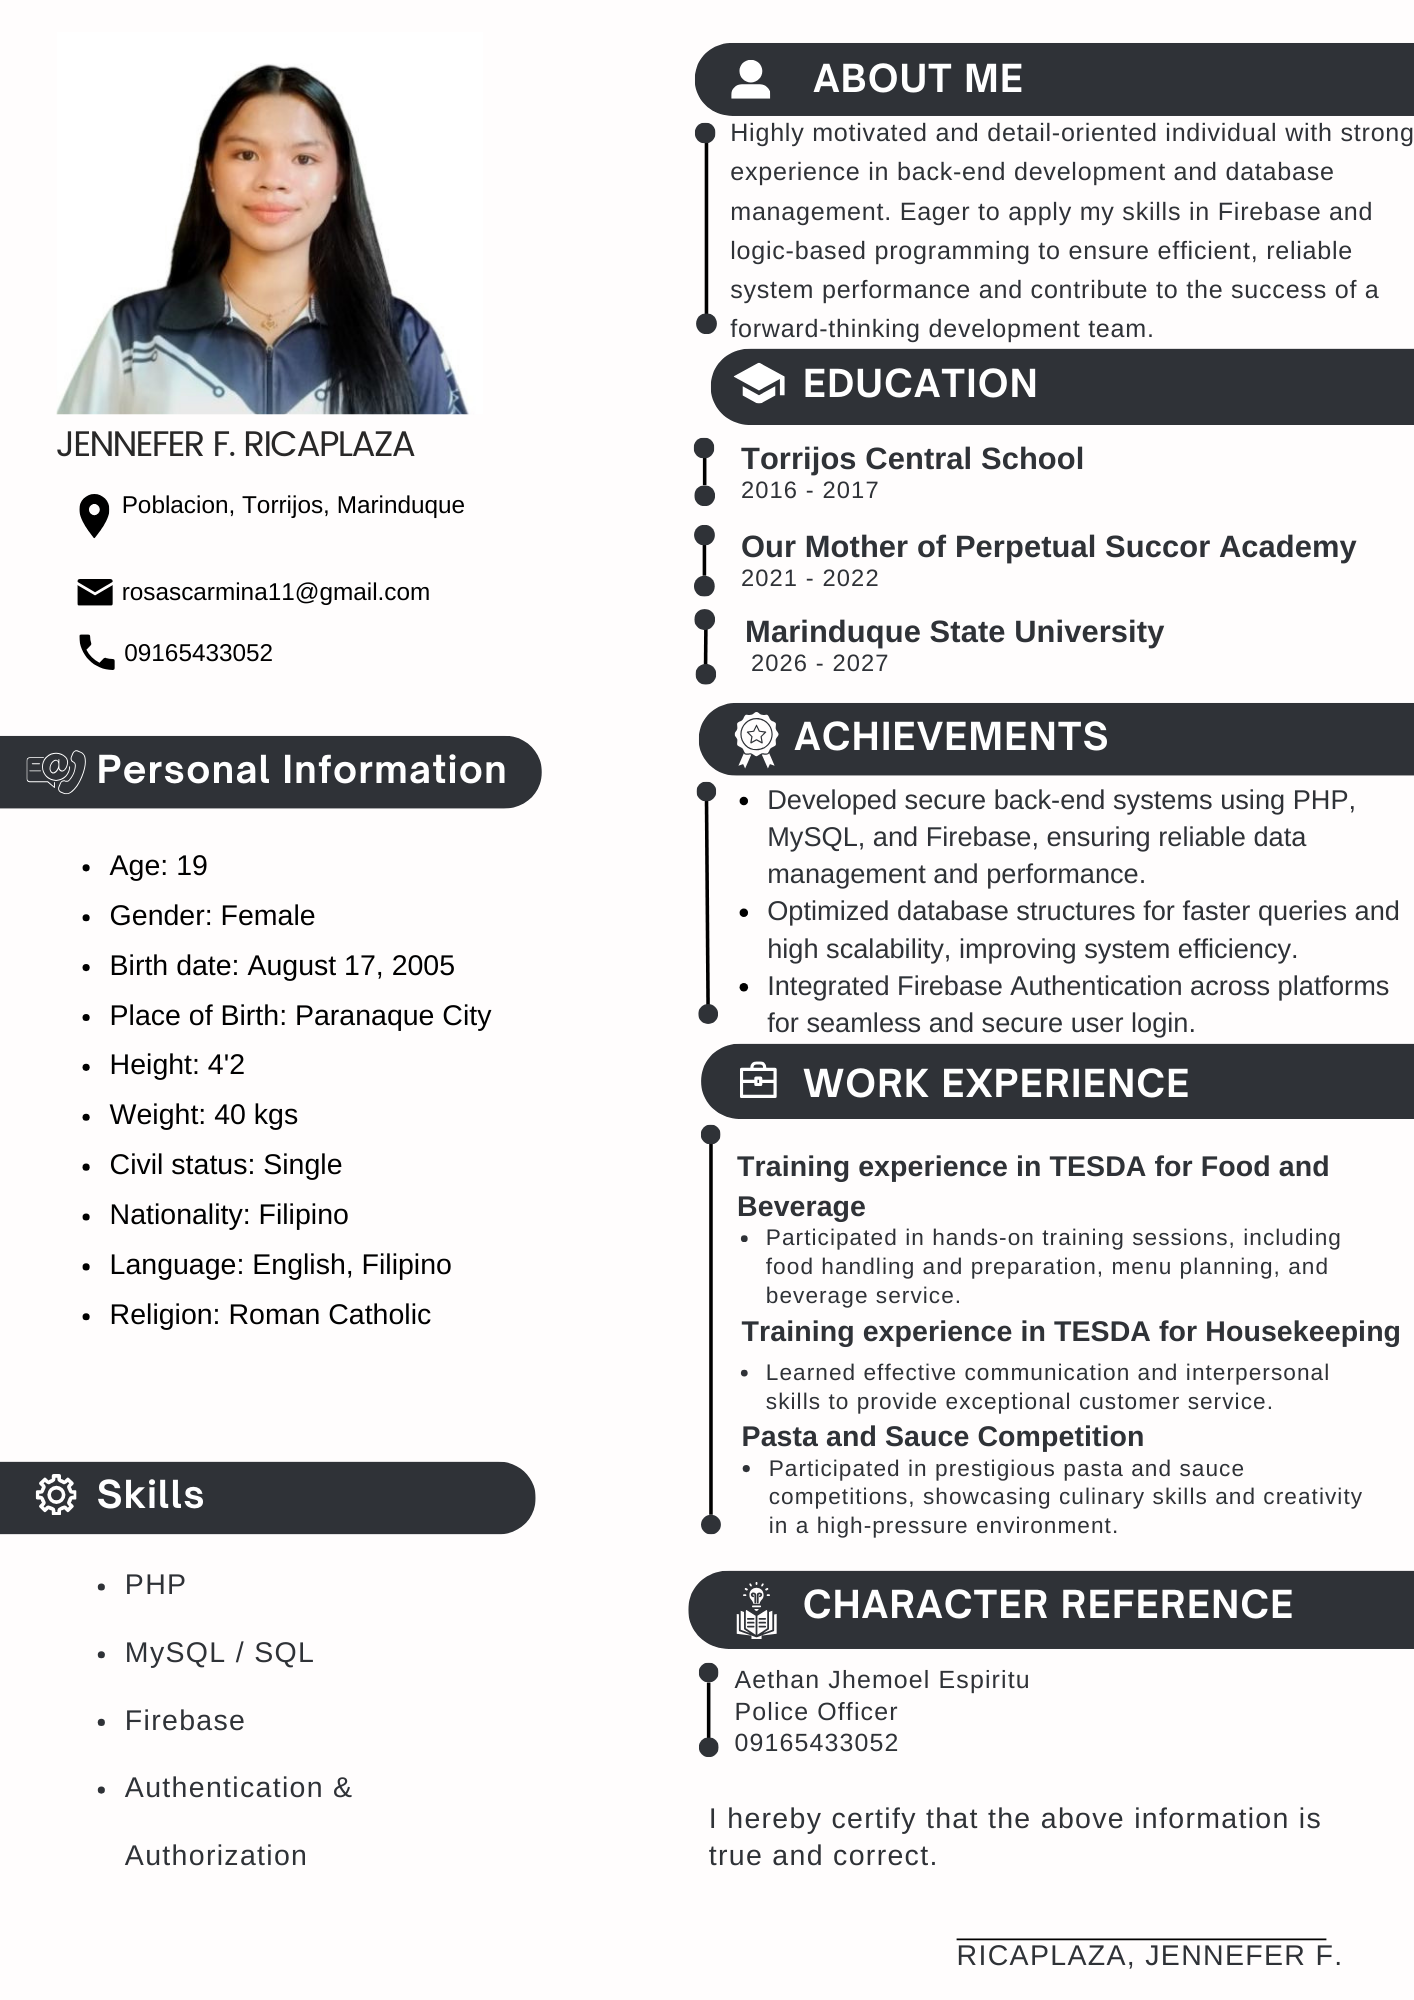 JENNEFER F. RICAPLAZA
Poblacion, Torrijos, Marinduque
rosascarmina11@gmail.com
09165433052
Personal Information
• Age: 19
• Gender: Female
• Birth date: August 17, 2005
• Place of Birth: Paranaque City
• Height: 4'2
• Weight: 40 kgs
• Civil status: Single
• Nationality: Filipino
• Language: English, Filipino
• Religion: Roman Catholic
Skills
• PHP
• MySQL / SQL
• Firebase
• Authentication &
Authorization
ABOUT ME
Highly motivated and detail-oriented individual with strong
experience in back-end development and database
management. Eager to apply my skills in Firebase and
logic-based programming to ensure efficient, reliable
system performance and contribute to the success of a
forward-thinking development team.
EDUCATION
Torrijos Central School
2016 - 2017
Our Mother of Perpetual Succor Academy
2021 - 2022
Marinduque State University
2026 - 2027
ACHIEVEMENTS
• Developed secure back-end systems using PHP,
MySQL, and Firebase, ensuring reliable data
management and performance.
• Optimized database structures for faster queries and
high scalability, improving system efficiency.
• Integrated Firebase Authentication across platforms
for seamless and secure user login.
WORK EXPERIENCE
Training experience in TESDA for Food and
Beverage
• Participated in hands-on training sessions, including
food handling and preparation, menu planning, and
beverage service.
Training experience in TESDA for Housekeeping
• Learned effective communication and interpersonal
skills to provide exceptional customer service.
Pasta and Sauce Competition
• Participated in prestigious pasta and sauce
competitions, showcasing culinary skills and creativity
in a high-pressure environment.
CHARACTER REFERENCE
Aethan Jhemoel Espiritu
Police Officer
09165433052
I hereby certify that the above information is
true and correct.
RICAPLAZA, JENNEFER F.